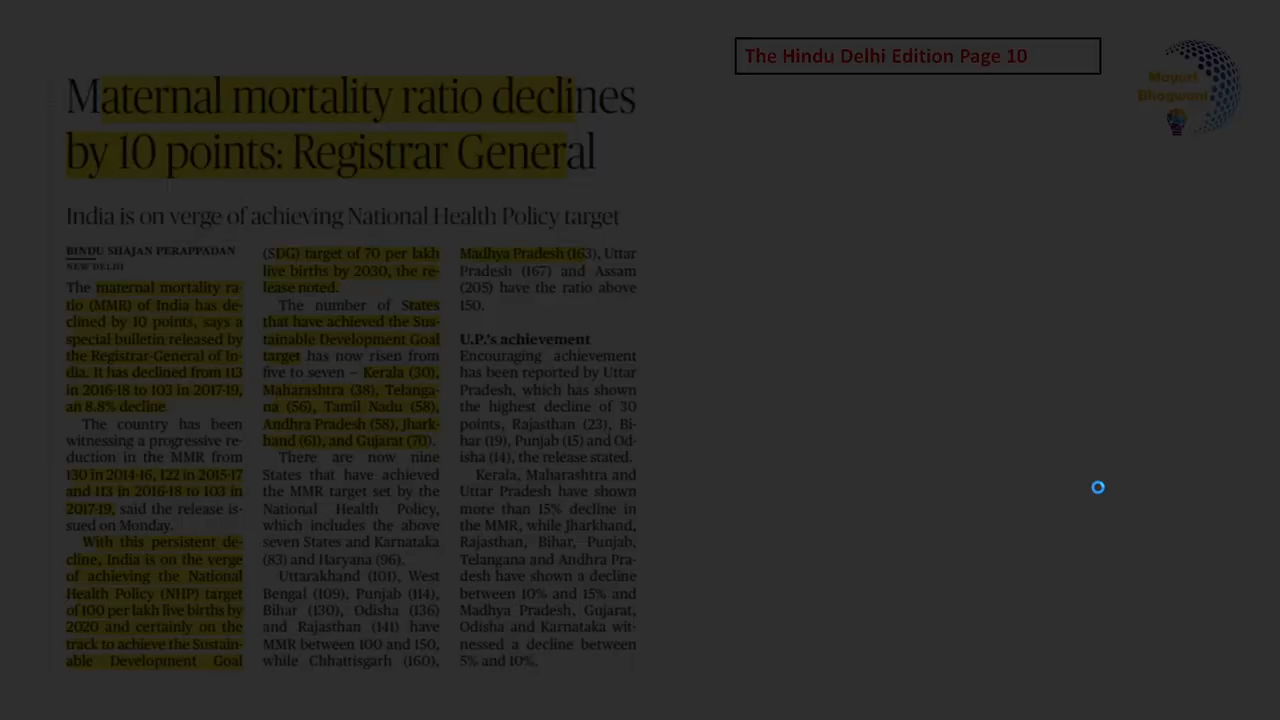 The Hindu Delhi Edition Page 10
Mayuri
Bhagwani
Maternal mortality ratio declines
by 10 points: Registrar General
India is on verge of achieving National Health Policy target
BINDU SHAJAN PERAPPADAN
NEW DELHI
The maternal mortality ra-
tio (MMR) of India has de-
clined by 10 points, says a
special bulletin released by
the Registrar-General of In-
dia. It has declined from 113
in 2016-18 to 103 in 2017-19,
an 8.8% decline.
The country has been
witnessing a progressive re-
duction in the MMR from
130 in 2014-16, 122 in 2015-17
and 113 in 2016-18 to 103 in
2017-19, said the release is-
sued on Monday.
With this persistent de-
cline, India is on the verge
of achieving the National
Health Policy (NHP) target
of 100 per lakh live births by
2020 and certainly on the
track to achieve the Sustain-
able Development Goal
(SDG) target of 70 per lakh
live births by 2030, the re-
lease noted.
The number of States
that have achieved the Sus-
tainable Development Goal
target has now risen from
five to seven – Kerala (30),
Maharashtra (38), Telanga-
na (56), Tamil Nadu (58),
Andhra Pradesh (58), Jhark-
hand (61), and Gujarat (70).
There are now nine
States that have achieved
the MMR target set by the
National Health Policy,
which includes the above
seven States and Karnataka
(83) and Haryana (96).
Uttarakhand (101), West
Bengal (109), Punjab (114),
Bihar (130), Odisha (136)
and Rajasthan (141) have
MMR between 100 and 150,
while Chhattisgarh (160),
Madhya Pradesh (163), Uttar
Pradesh (167) and Assam
(205) have the ratio above
150.
U.P.'s achievement
Encouraging achievement
has been reported by Uttar
Pradesh, which has shown
the highest decline of 30
points, Rajasthan (23), Bi-
har (19), Punjab (15) and Od-
isha (14), the release stated.
Kerala, Maharashtra and
Uttar Pradesh have shown
more than 15% decline in
the MMR, while Jharkhand,
Rajasthan, Bihar, Punjab,
Telangana and Andhra Pra-
desh have shown a decline
between 10% and 15% and
Madhya Pradesh, Gujarat,
Odisha and Karnataka wit-
nessed a decline between
5% and 10%.